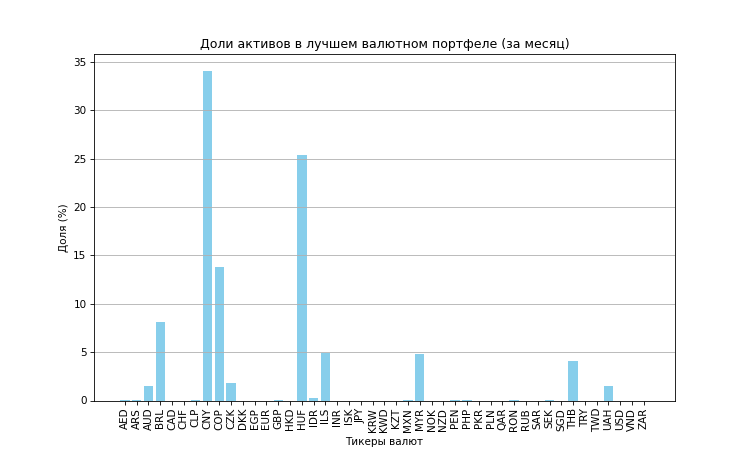 Доли активов в лучшем валютном портфеле (за месяц)
Доля (%)
35
30
25
20
15
10
5
0
AED ARS AUD BRL CAD CHF CLP CNY COP CZK DKK EGP EUR GBP HKD HUF IDR ILS INR ISK JPY KRW KWD KZT MXN MYR NOK NZD PEN PHP PKR PLN QAR RON RUB SAR SEK SGD THB TRY TWD UAH USD VND ZAR
Тикеры валют